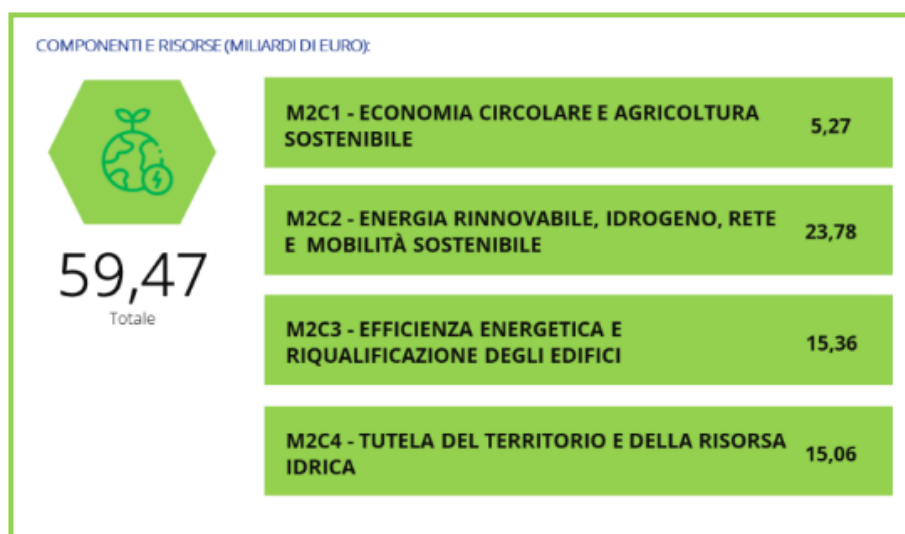 COMPONENTI E RISORSE (MILIARDI DI EURO):
59,47
Totale
M2C1 - ECONOMIA CIRCOLARE E AGRICOLTURA
SOSTENIBILE
5,27
M2C2 - ENERGIA RINNOVABILE, IDROGENO, RETE
E MOBILITÀ SOSTENIBILE
23,78
M2C3 - EFFICIENZA ENERGETICA E
RIQUALIFICAZIONE DEGLI EDIFICI
15,36
M2C4 - TUTELA DEL TERRITORIO E DELLA RISORSA
IDRICA
15,06